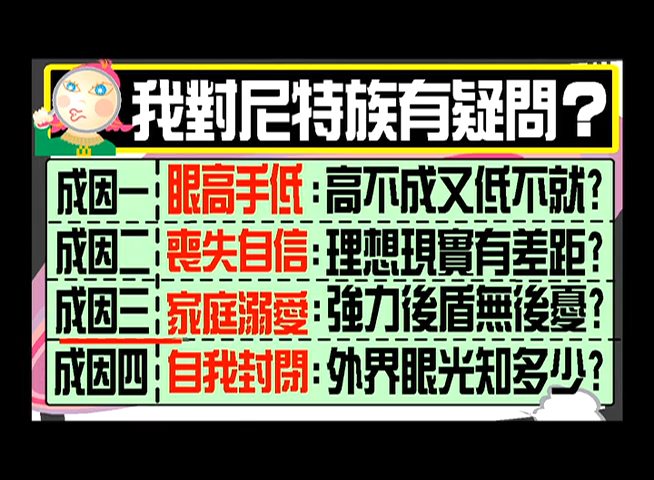 我對尼特族有疑問?
成因一 眼高手低:高不成又低不就?
成因二 喪失自信:理想現實有差距?
成因三 家庭溺愛:強力後盾無後憂?
成因四 自我封閉:外界眼光知多少?